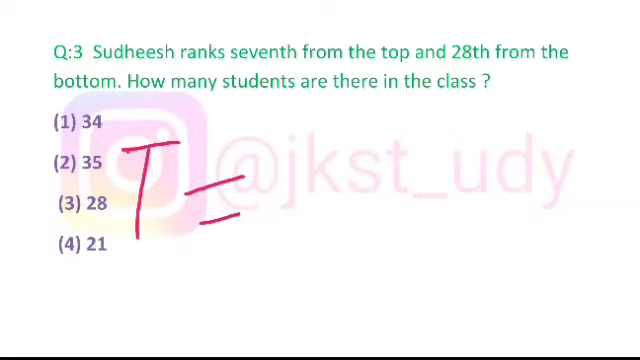 Q:3 Sudheesh ranks seventh from the top and 28th from the
bottom. How many students are there in the class ?
(1) 34
(2) 35
(3) 28
(4) 21
T =
@jkst_udy